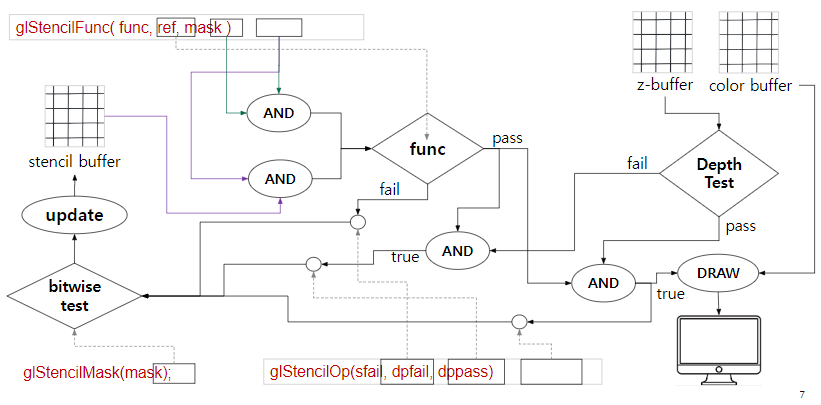 glStencilFunc( func, ref, mask )
z-buffer
color buffer
AND
stencil buffer
AND
func
pass
fail
fail
Depth
Test
update
pass
true
AND
AND
DRAW
true
bitwise
test
glStencilMask(mask);
glStencilOp(sfail, dpfail, dppass)
7